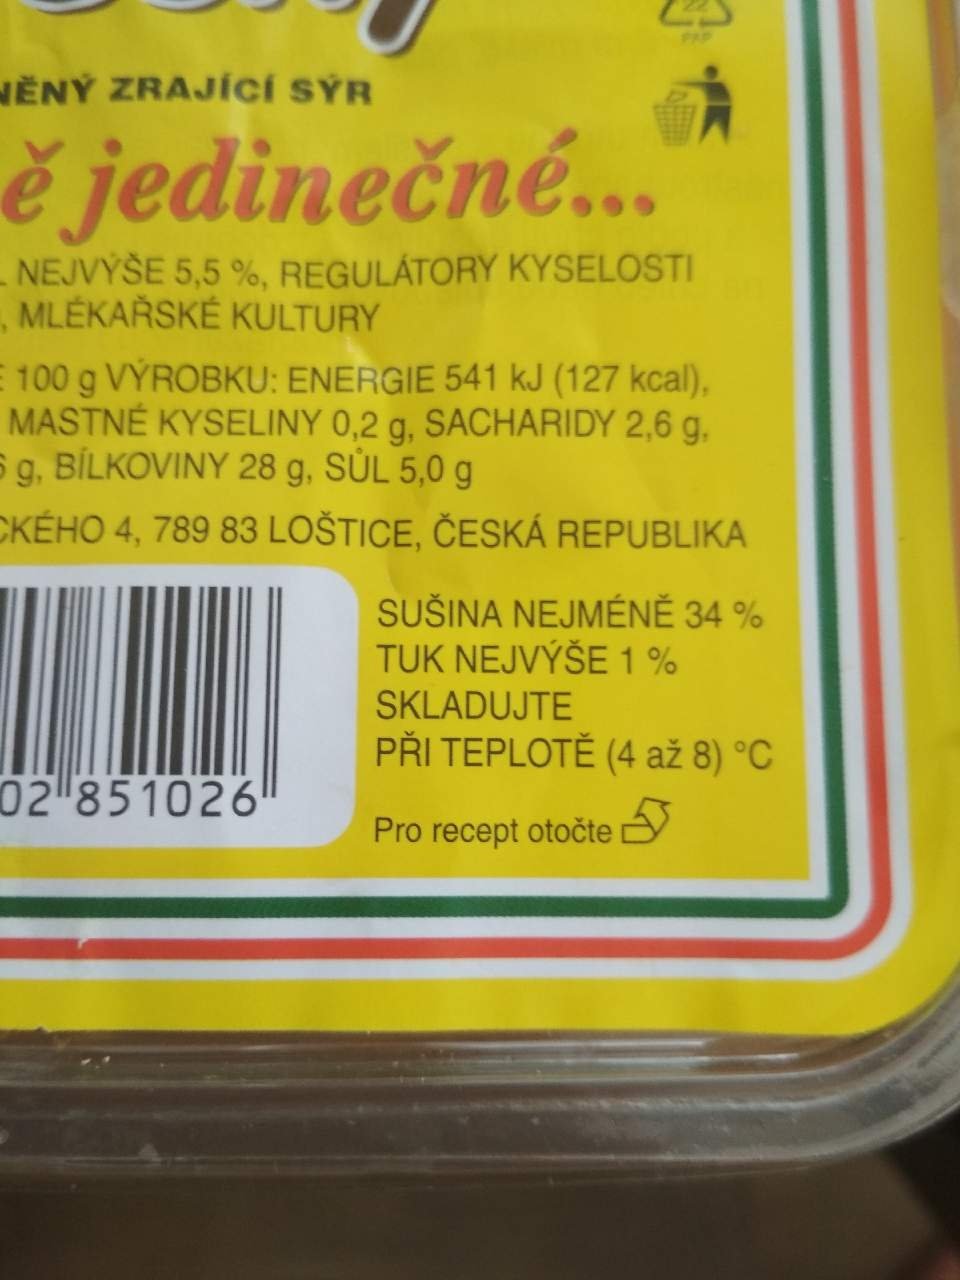 22
PAP
ZRAJÍCÍ SÝR
ě jedinečné...
NEJVÝŠE 5,5 %, REGULÁTORY KYSELOSTI
, MLÉKAŘSKÉ KULTURY
100 g VÝROBKU: ENERGIE 541 kJ (127 kcal),
MASTNÉ KYSELINY 0,2 g, SACHARIDY 2,6 g,
g, BÍLKOVINY 28 g, SŮL 5,0 g
CKÉHO 4, 789 83 LOŠTICE, ČESKÁ REPUBLIKA
SUŠINA NEJMÉNĚ 34 %
TUK NEJVÝŠE 1 %
SKLADUJTE
PŘI TEPLOTĚ (4 až 8) °C
02 851026
Pro recept otočte